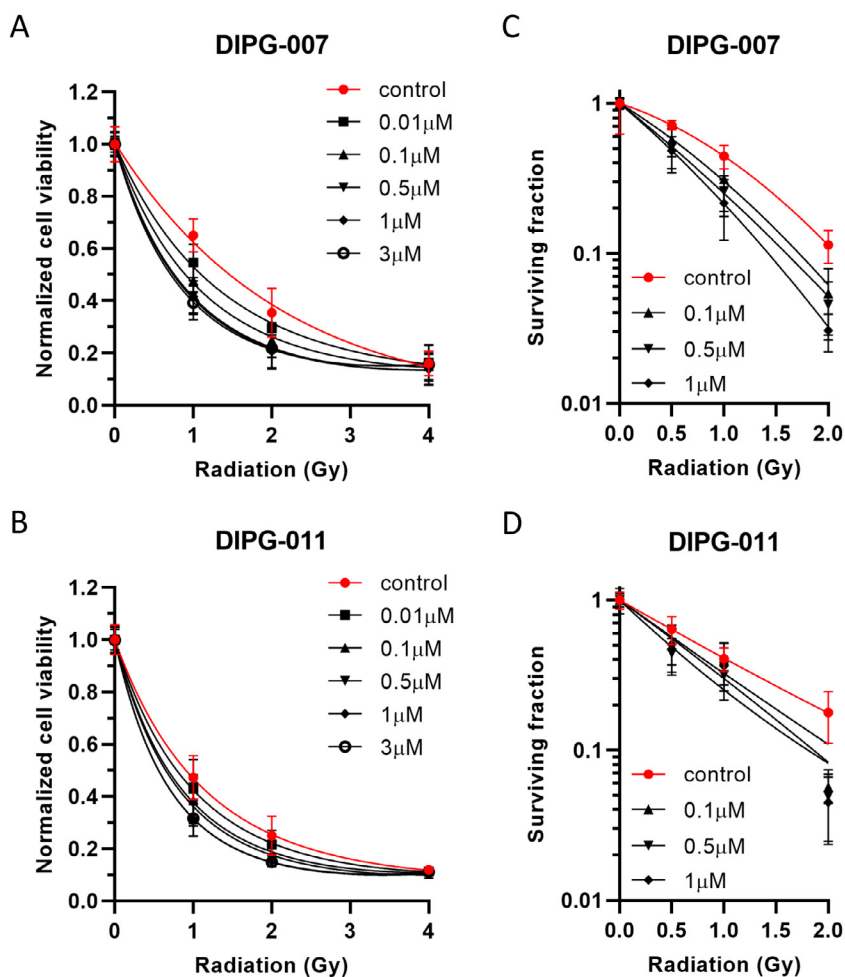 A
DIPG-007
Normalized cell viability
1.2
1.0
0.8
0.6
0.4
0.2
0.0
0
1
2
3
4
Radiation (Gy)
control
0.01μM
0.1μM
0.5μM
1μM
3μM
C
DIPG-007
Surviving fraction
1
0.1
0.01
0.0
0.5
1.0
1.5
2.0
Radiation (Gy)
control
0.1μM
0.5μM
1μM
B
DIPG-011
Normalized cell viability
1.2
1.0
0.8
0.6
0.4
0.2
0.0
0
1
2
3
4
Radiation (Gy)
control
0.01μM
0.1μM
0.5μM
1μM
3μM
D
DIPG-011
Surviving fraction
1
0.1
0.01
0.0
0.5
1.0
1.5
2.0
Radiation (Gy)
control
0.1μM
0.5μM
1μM